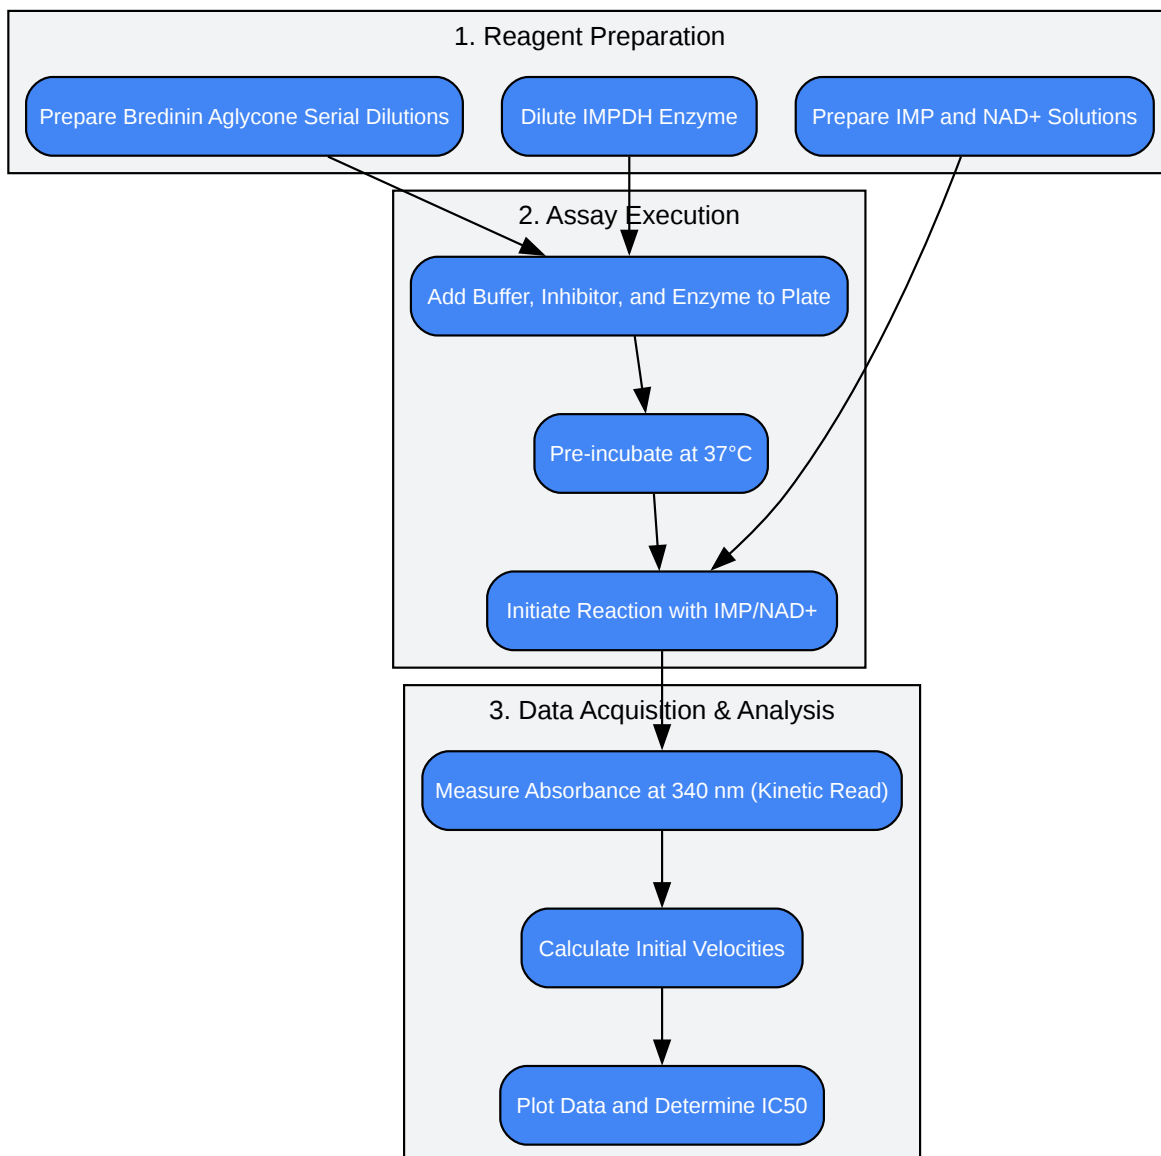 1. Reagent Preparation
Prepare Bredinin Aglycone Serial Dilutions
Dilute IMPDH Enzyme
Prepare IMP and NAD+ Solutions
2. Assay Execution
Add Buffer, Inhibitor, and Enzyme to Plate
Pre-incubate at 37°C
Initiate Reaction with IMP/NAD+
3. Data Acquisition & Analysis
Measure Absorbance at 340 nm (Kinetic Read)
Calculate Initial Velocities
Plot Data and Determine IC50